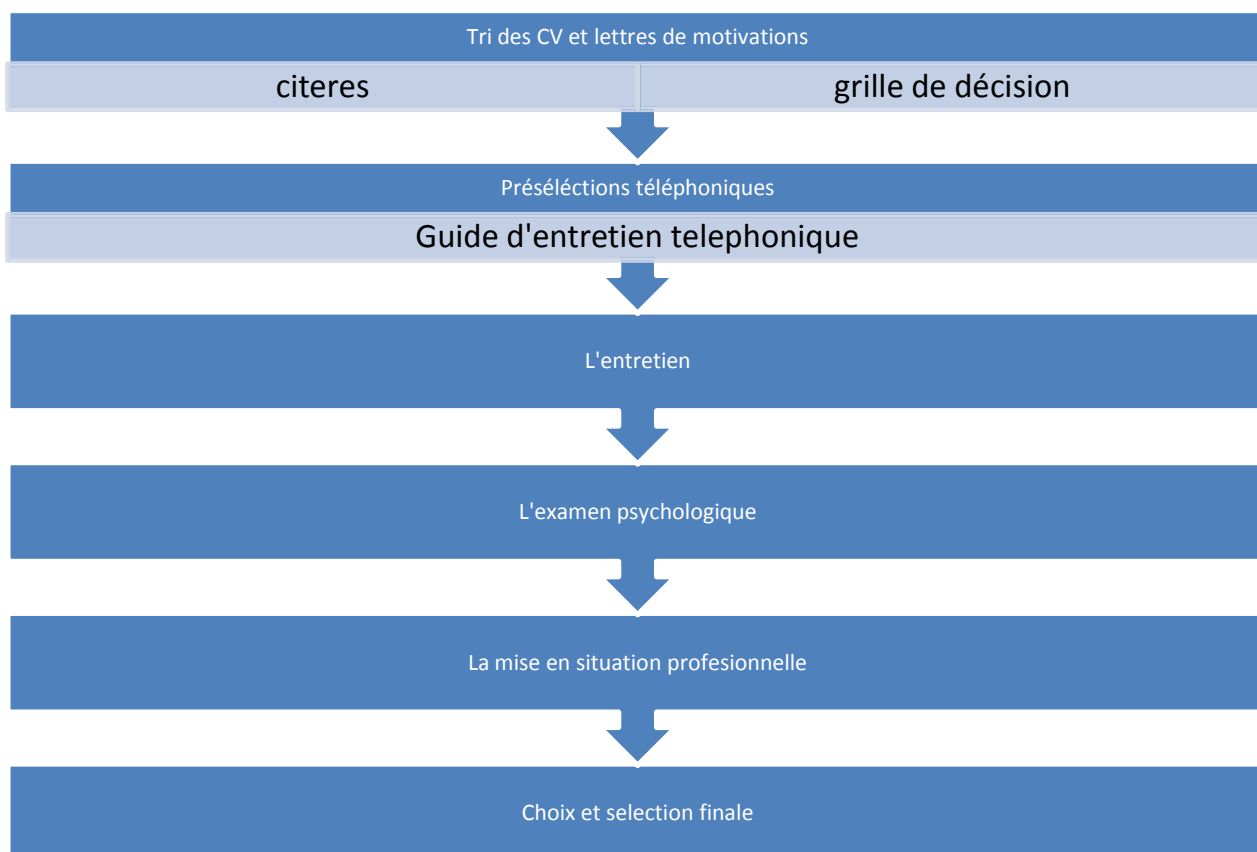 Tri des CV et lettres de motivations
citeres
grille de décision
Préséléctions téléphoniques
Guide d'entretien telephonique
L'entretien
L'examen psychologique
La mise en situation profesionnelle
Choix et selection finale